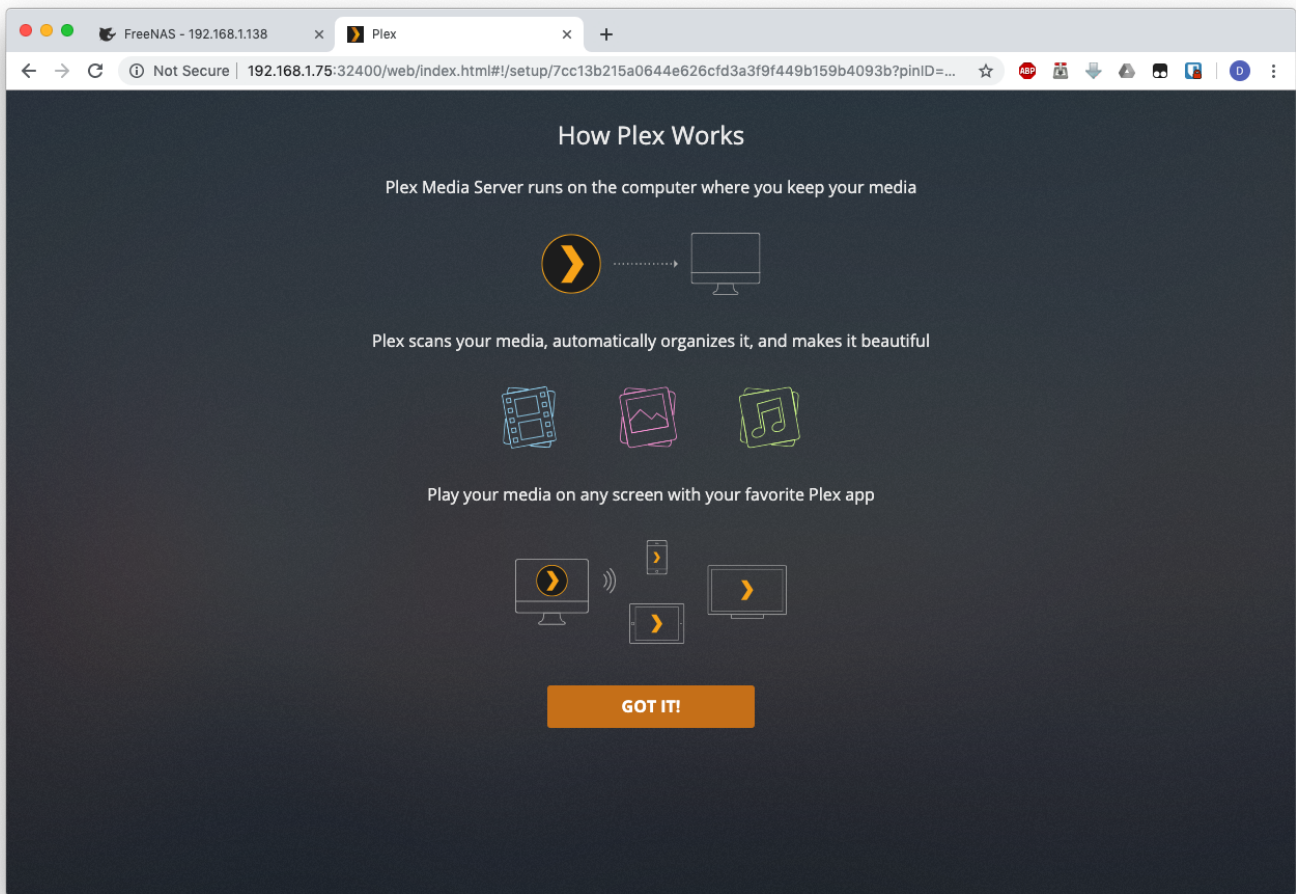 FreeNAS - 192.168.1.138
Plex
Not Secure 192.168.1.75:32400/web/index.html#!/setup/7cc13b215a0644e626cfd3a3f9f449b159b4093b?pinID=...
ABP
D
How Plex Works
Plex Media Server runs on the computer where you keep your media
Plex scans your media, automatically organizes it, and makes it beautiful
Play your media on any screen with your favorite Plex app
GOT IT!